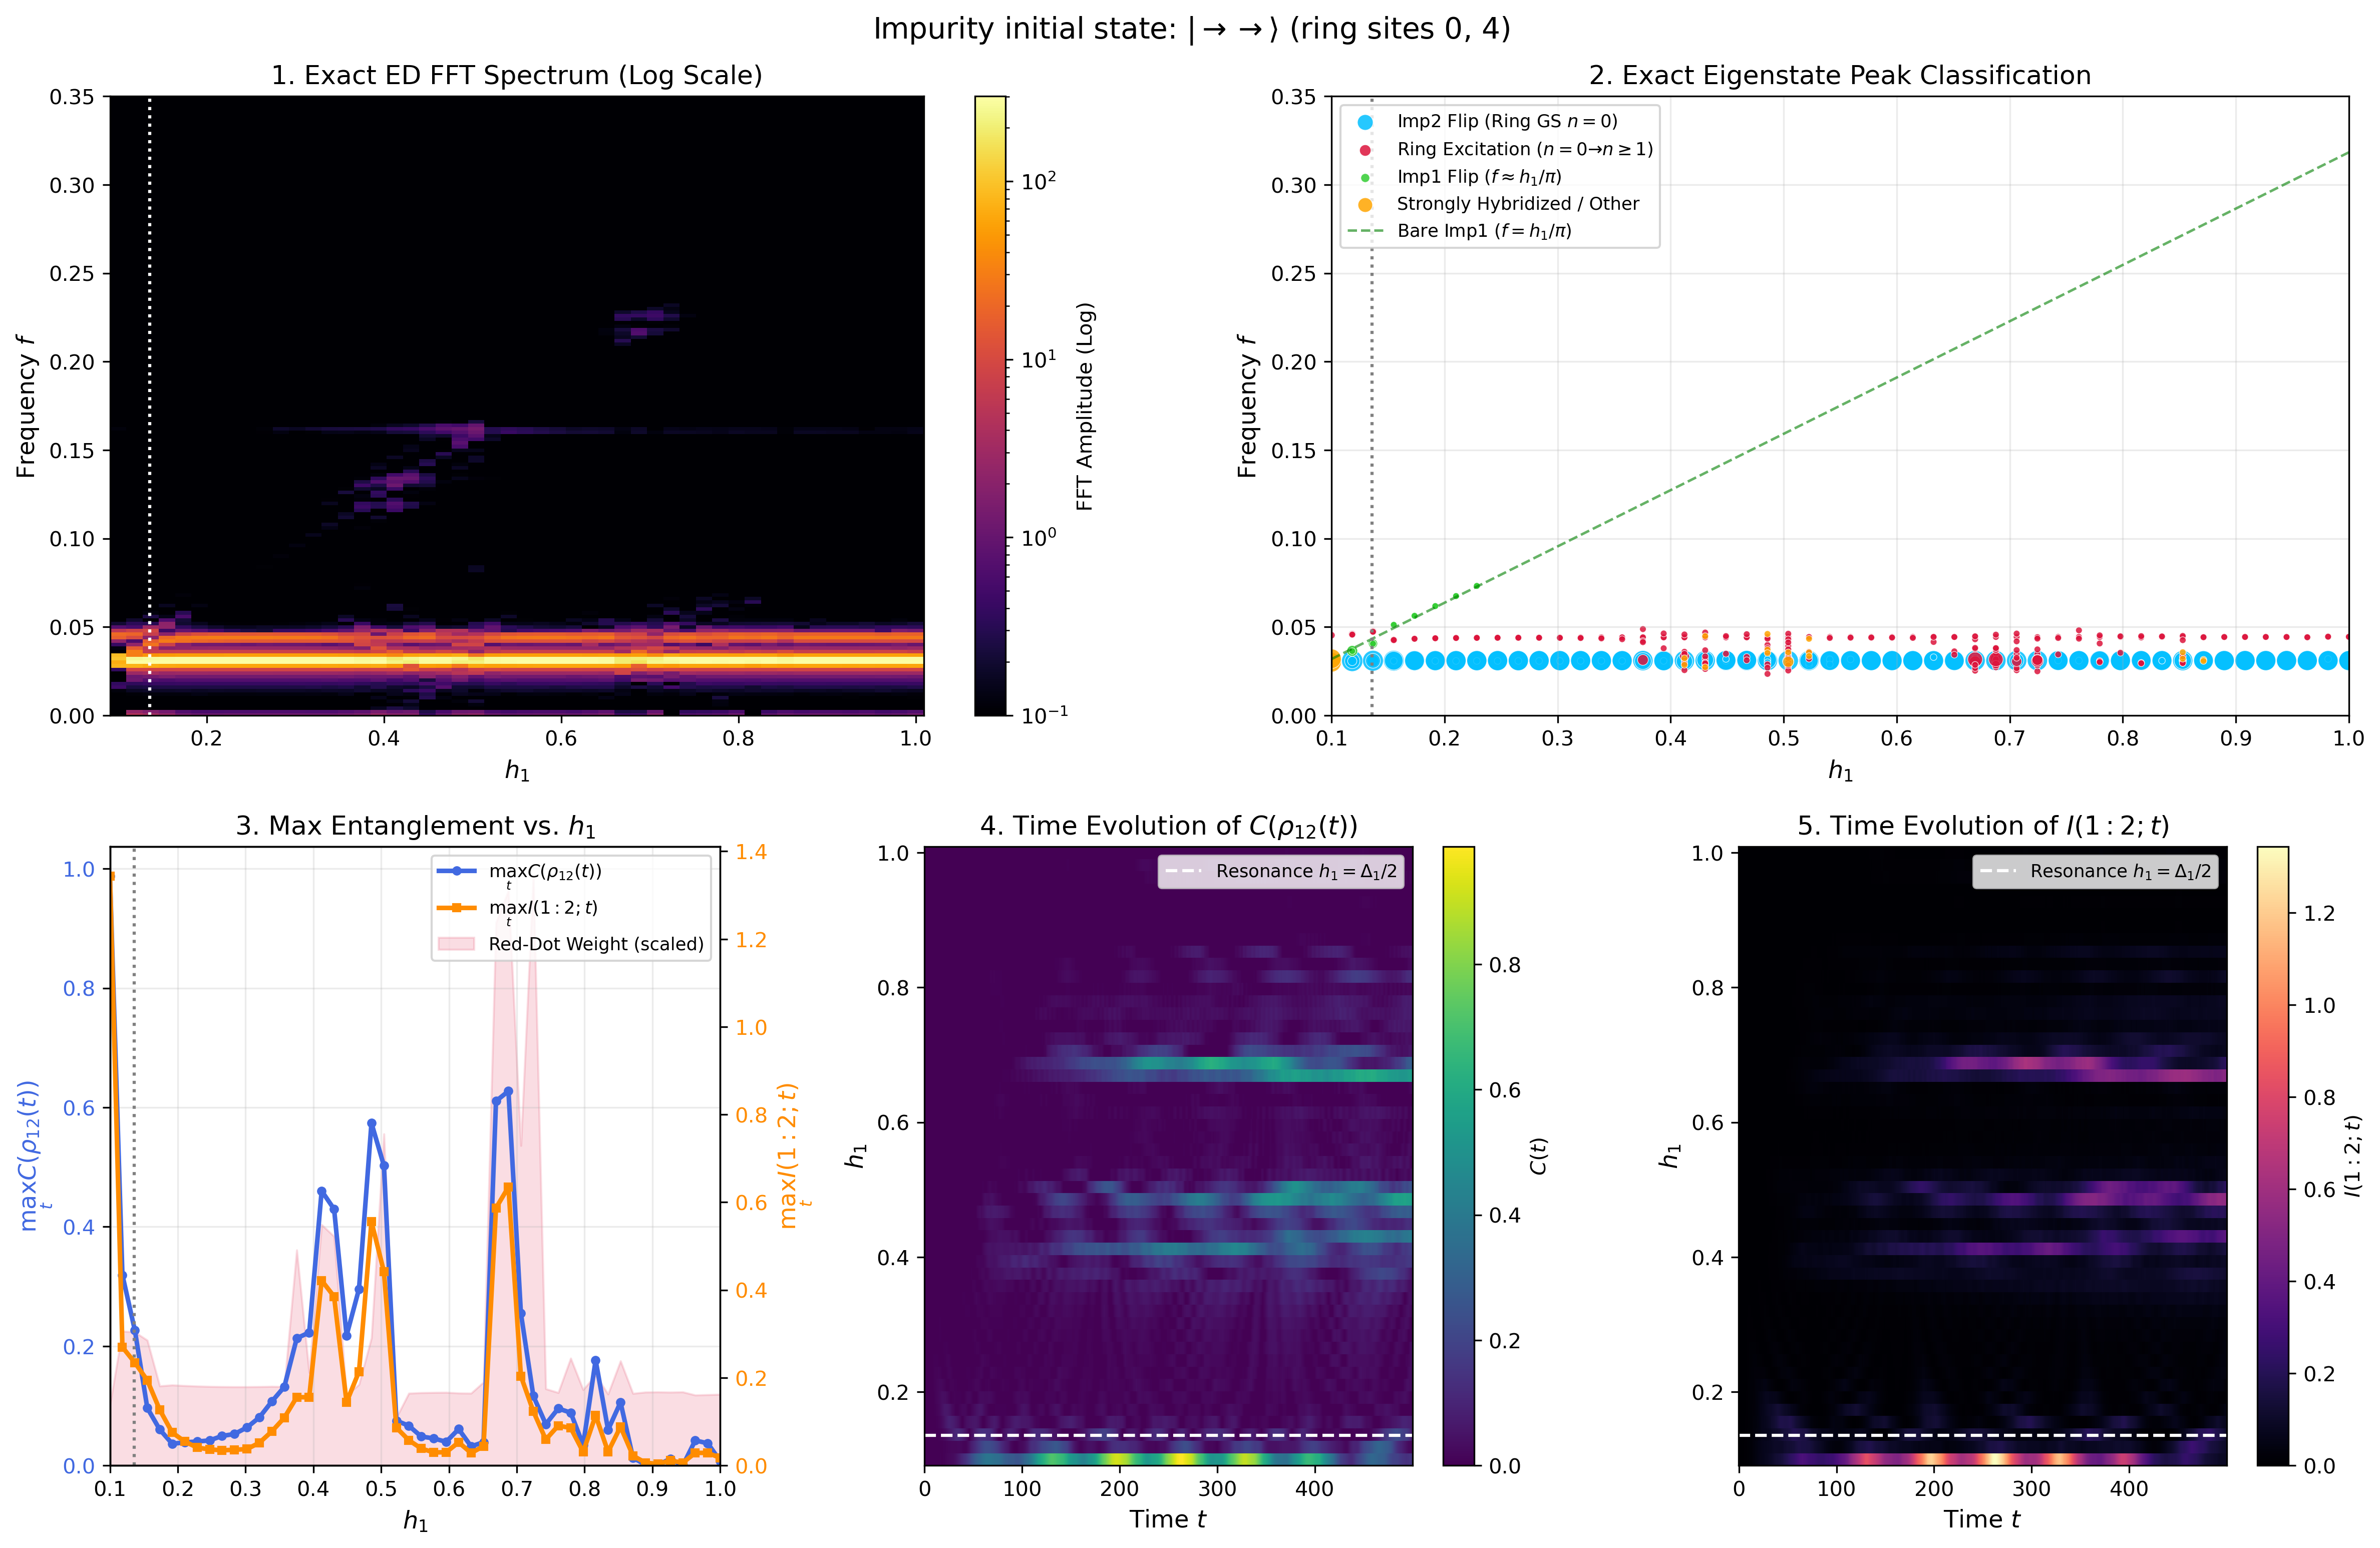 Impurity initial state: |→→⟩ (ring sites 0, 4)
1. Exact ED FFT Spectrum (Log Scale)
Frequency f
0.35
0.30
0.25
0.20
0.15
0.10
0.05
0.00
0.2
0.4
0.6
0.8
1.0
h₁
10²
10¹
10⁰
10⁻¹
FFT Amplitude (Log)
2. Exact Eigenstate Peak Classification
Imp2 Flip (Ring GS n = 0)
Ring Excitation (n = 0→n ≥ 1)
Imp1 Flip (f ≈ h₁/π)
Strongly Hybridized / Other
Bare Imp1 (f = h₁/π)
Frequency f
0.35
0.30
0.25
0.20
0.15
0.10
0.05
0.00
0.1
0.2
0.3
0.4
0.5
0.6
0.7
0.8
0.9
1.0
h₁
3. Max Entanglement vs. h₁
max C(ρ₁₂(t))
t
max I(1 : 2; t)
t
Red-Dot Weight (scaled)
max C(ρ₁₂(t))
t
1.0
0.8
0.6
0.4
0.2
0.0
0.1
0.2
0.3
0.4
0.5
0.6
0.7
0.8
0.9
1.0
h₁
1.4
1.2
1.0
0.8
0.6
0.4
0.2
0.0
max I(1 : 2; t)
t
4. Time Evolution of C(ρ₁₂(t))
Resonance h₁ = Δ₁/2
h₁
1.0
0.8
0.6
0.4
0.2
0
100
200
300
400
Time t
0.8
0.6
0.4
0.2
0.0
C(t)
5. Time Evolution of I(1 : 2; t)
Resonance h₁ = Δ₁/2
h₁
1.0
0.8
0.6
0.4
0.2
0
100
200
300
400
Time t
1.2
1.0
0.8
0.6
0.4
0.2
0.0
I(1 : 2; t)